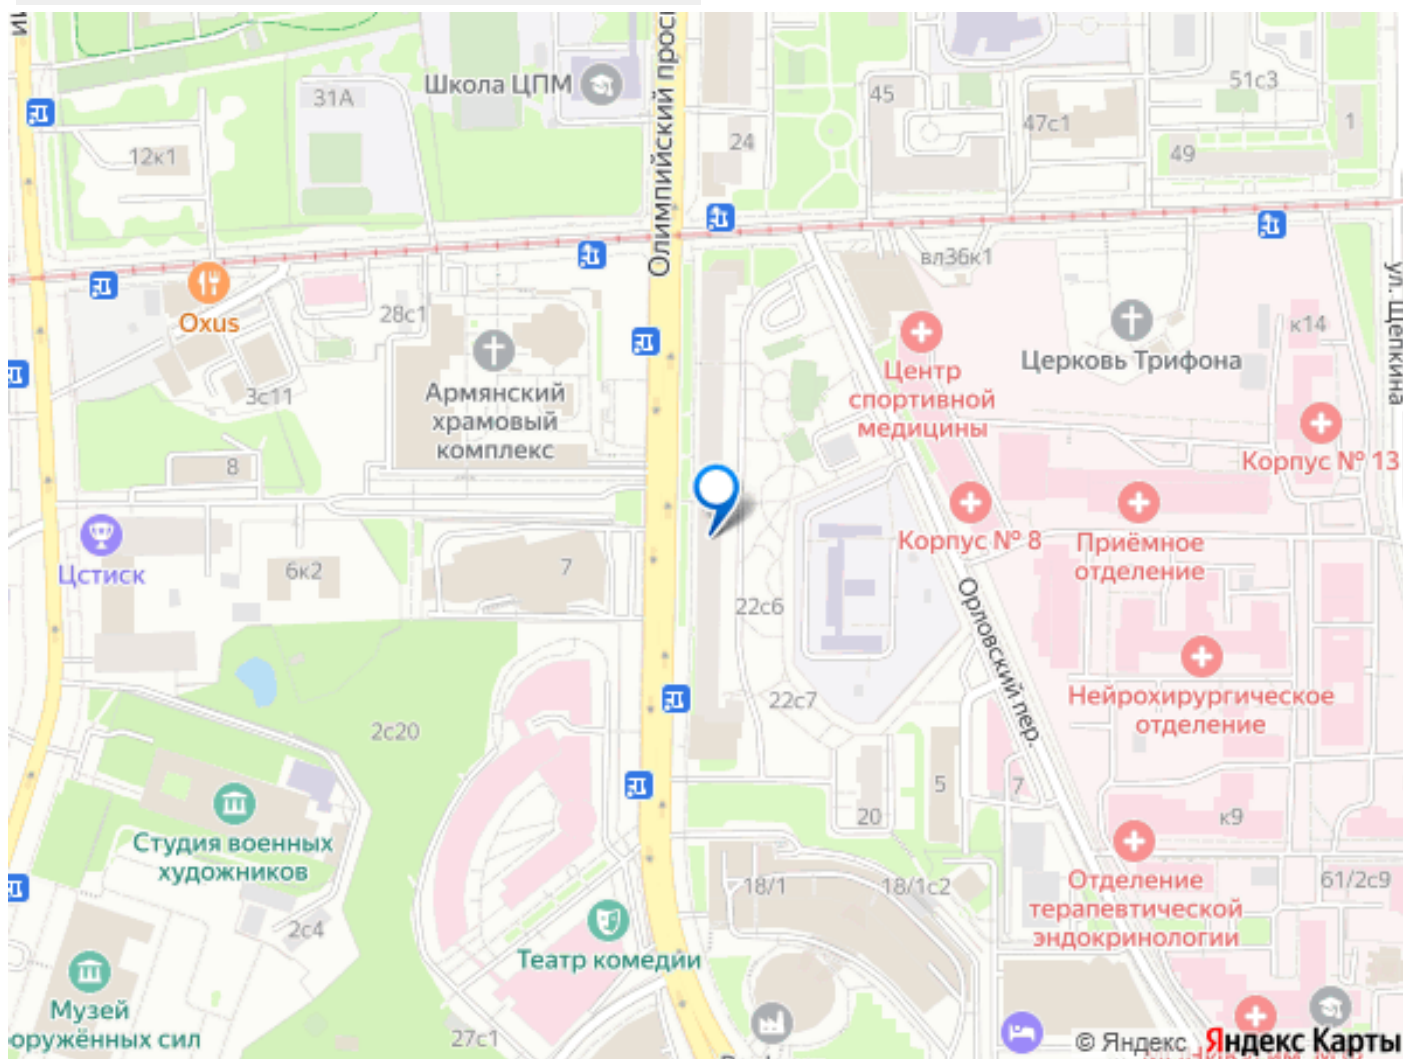 Школа ЦПМ
31А
12к1
Олимпийский прос
24
45
47с1
51с3
49
1
вл36к1
Oxus
28с1
3с11
Армянский
храмовый
комплекс
8
Центр
спортивной
медицины
Церковь Трифона
к14
ул. Щепкина
Корпус № 13
Корпус № 8
Приёмное
отделение
Цстиск
6к2
7
22с6
22с7
Орловский пер.
Нейрохирургическое
отделение
2с20
5
7
20
к9
Студия военных
художников
2с4
18/1
18/1с2
Отделение
терапевтической
эндокринологии
61/2с9
Театр комедии
Музей
оружённых сил
27с1
© Яндекс Яндекс Карты